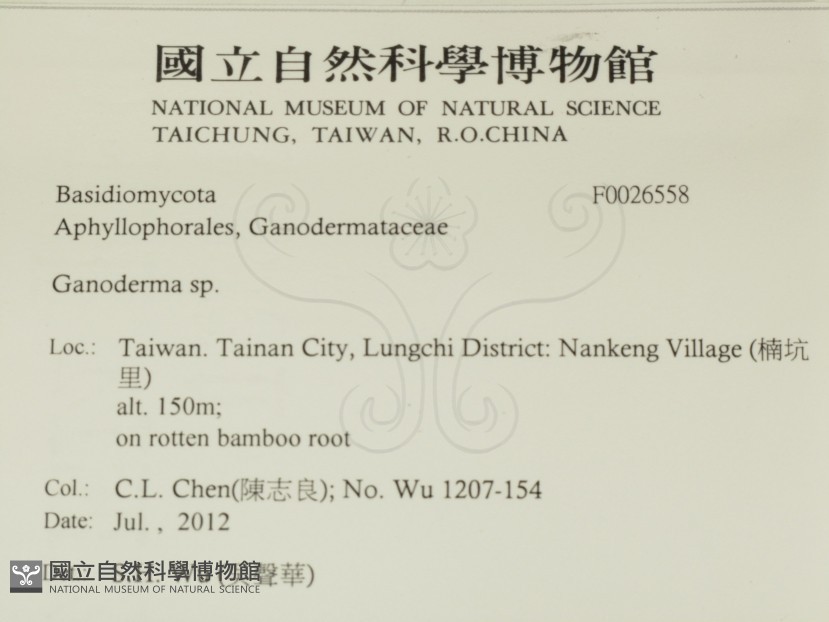 國立自然科學博物館
NATIONAL MUSEUM OF NATURAL SCIENCE
TAICHUNG, TAIWAN, R.O.CHINA
Basidiomycota F0026558
Aphyllophorales, Ganodermataceae
Ganoderma sp.
Loc.: Taiwan. Tainan City, Lungchi District: Nankeng Village (楠坑
里)
alt. 150m;
on rotten bamboo root
Col.: C.L. Chen(陳志良); No. Wu 1207-154
Date: Jul. , 2012
聲華)
國立自然科學博物館
NATIONAL MUSEUM OF NATURAL SCIENCE